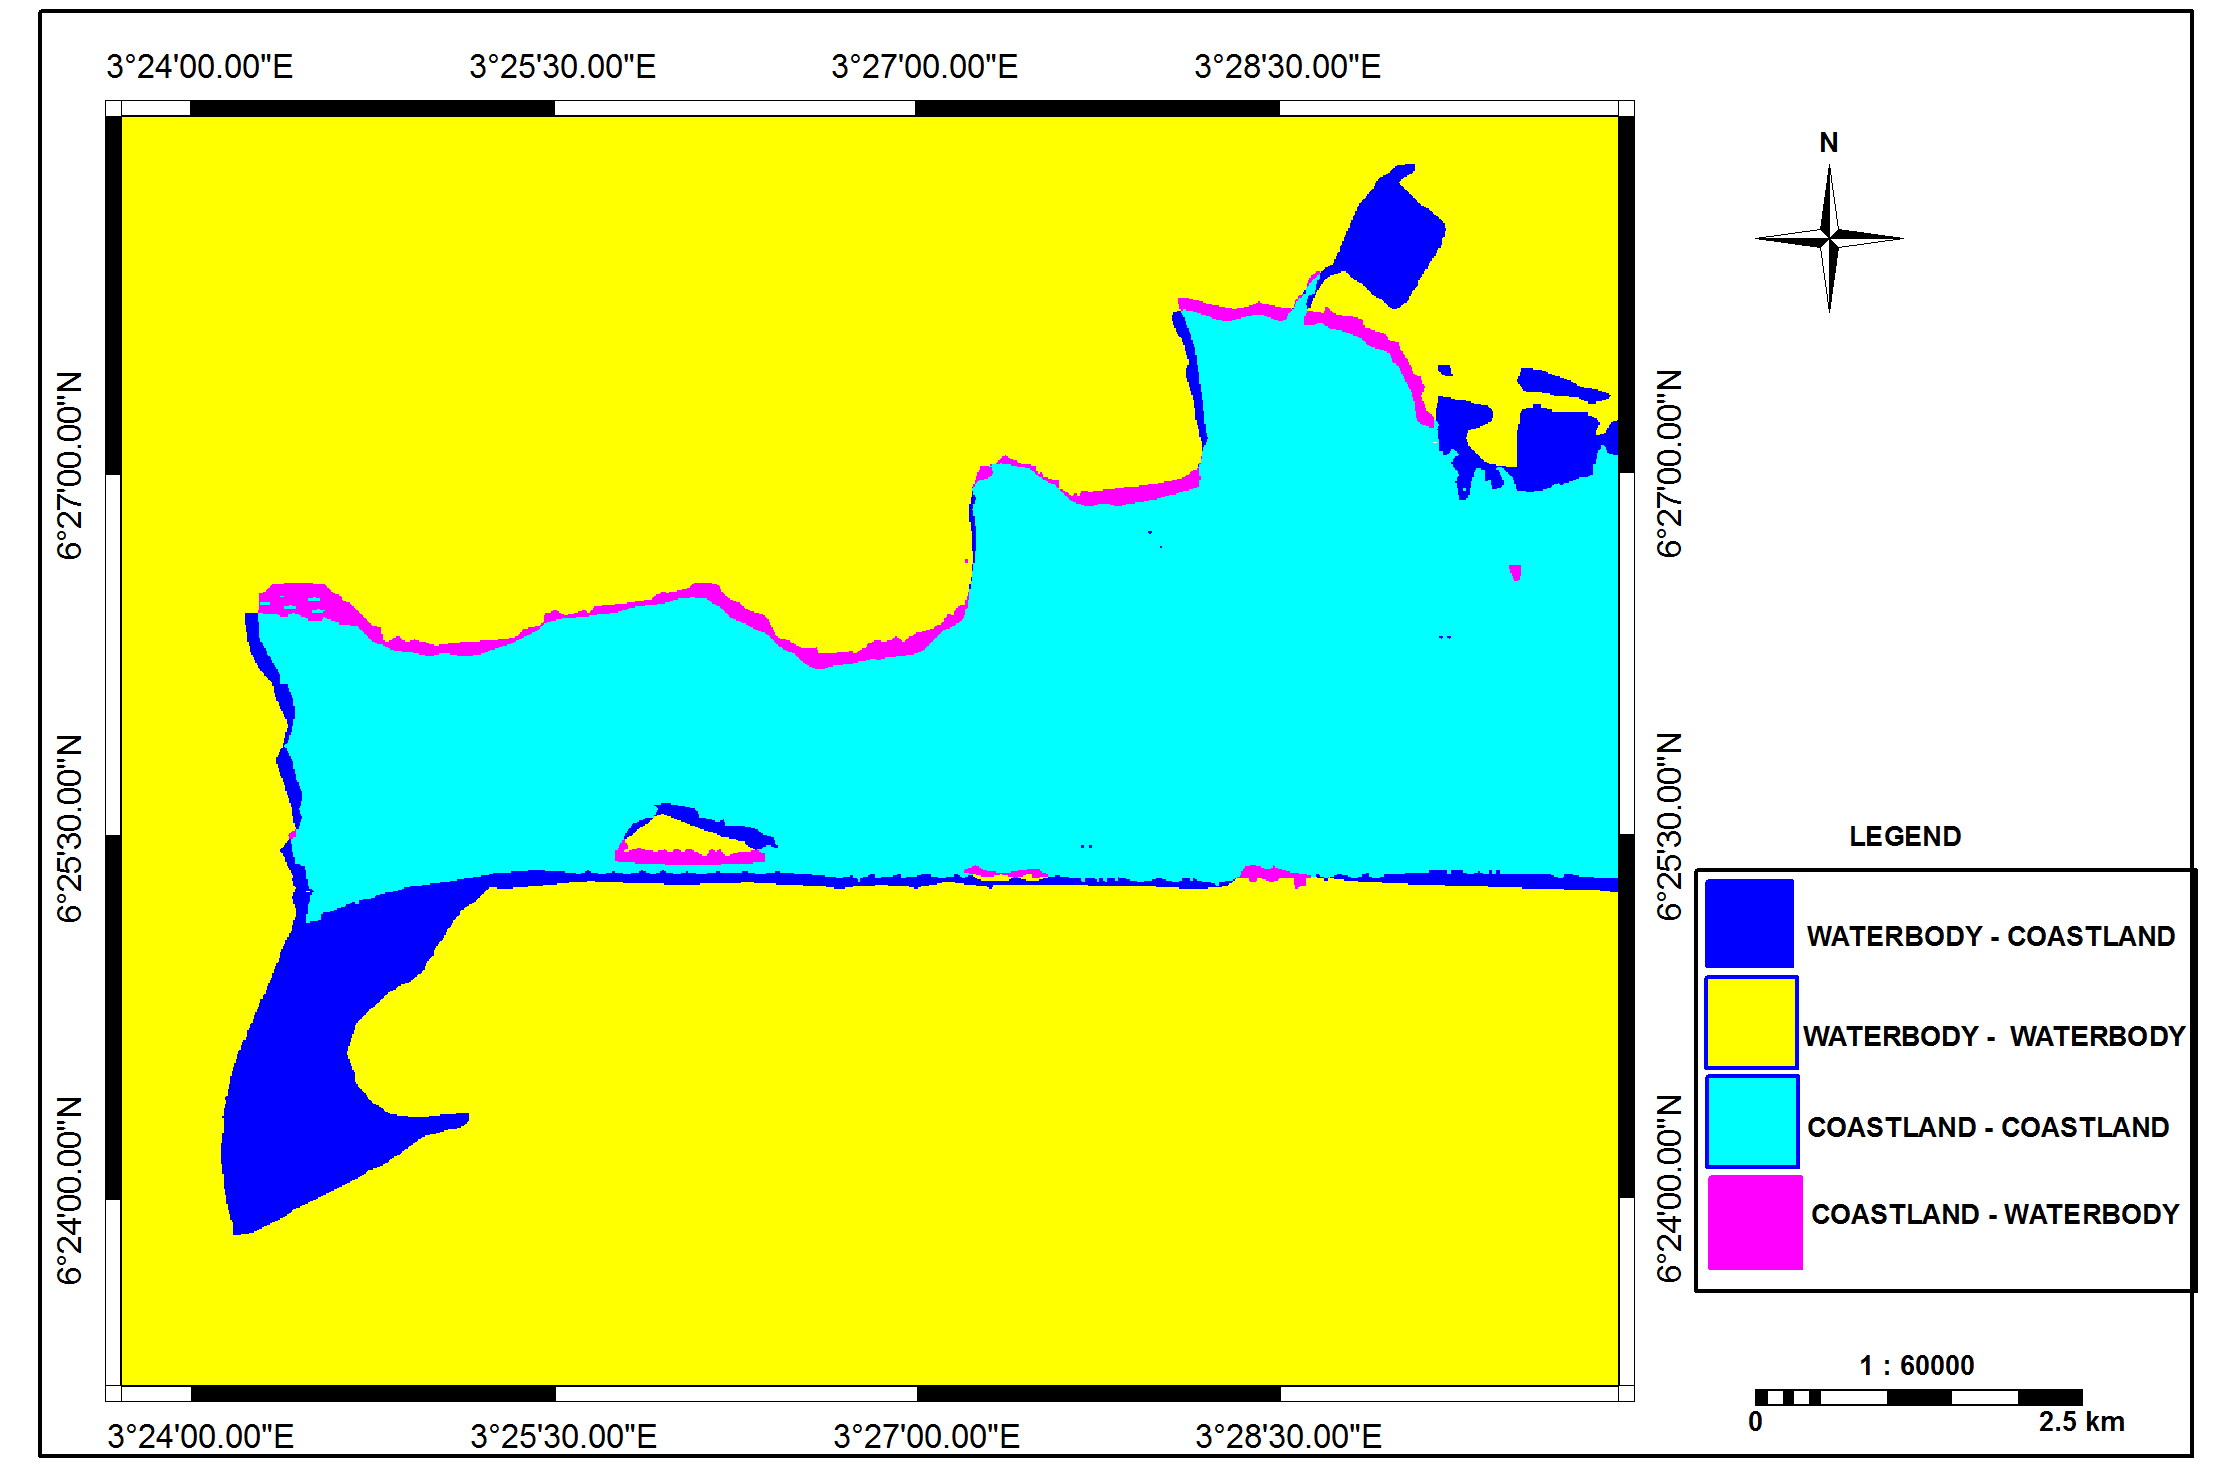 3°24'00.00"E 3°25'30.00"E 3°27'00.00"E 3°28'30.00"E
N
6°27'00.00"N 6°27'00.00"N
6°25'30.00"N 6°25'30.00"N
6°24'00.00"N 6°24'00.00"N
LEGEND
WATERBODY - COASTLAND
WATERBODY - WATERBODY
COASTLAND - COASTLAND
COASTLAND - WATERBODY
1 : 60000
0 2.5 km
3°24'00.00"E 3°25'30.00"E 3°27'00.00"E 3°28'30.00"E